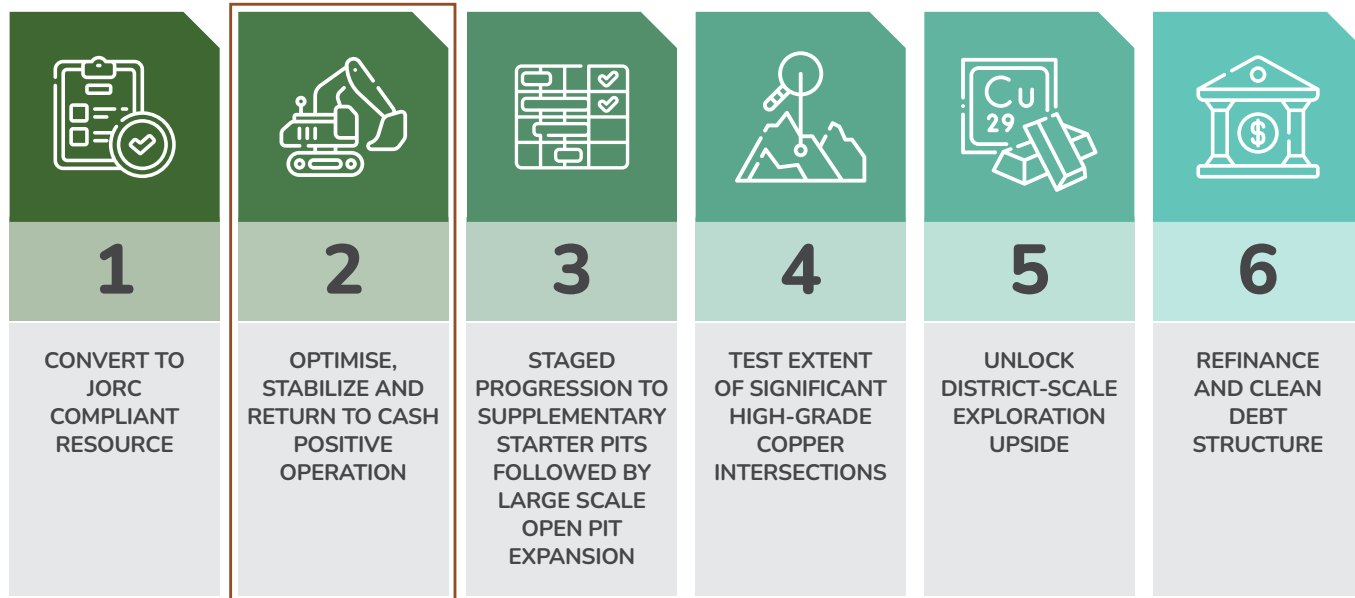 Cu
29
1
CONVERT TO
JORC
COMPLIANT
RESOURCE
2
OPTIMISE,
STABILIZE AND
RETURN TO CASH
POSITIVE
OPERATION
3
STAGED
PROGRESSION TO
SUPPLEMENTARY
STARTER PITS
FOLLOWED BY
LARGE SCALE
OPEN PIT
EXPANSION
4
TEST EXTENT
OF SIGNIFICANT
HIGH-GRADE
COPPER
INTERSECTIONS
5
UNLOCK
DISTRICT-SCALE
EXPLORATION
UPSIDE
$
6
REFINANCE
AND CLEAN
DEBT
STRUCTURE